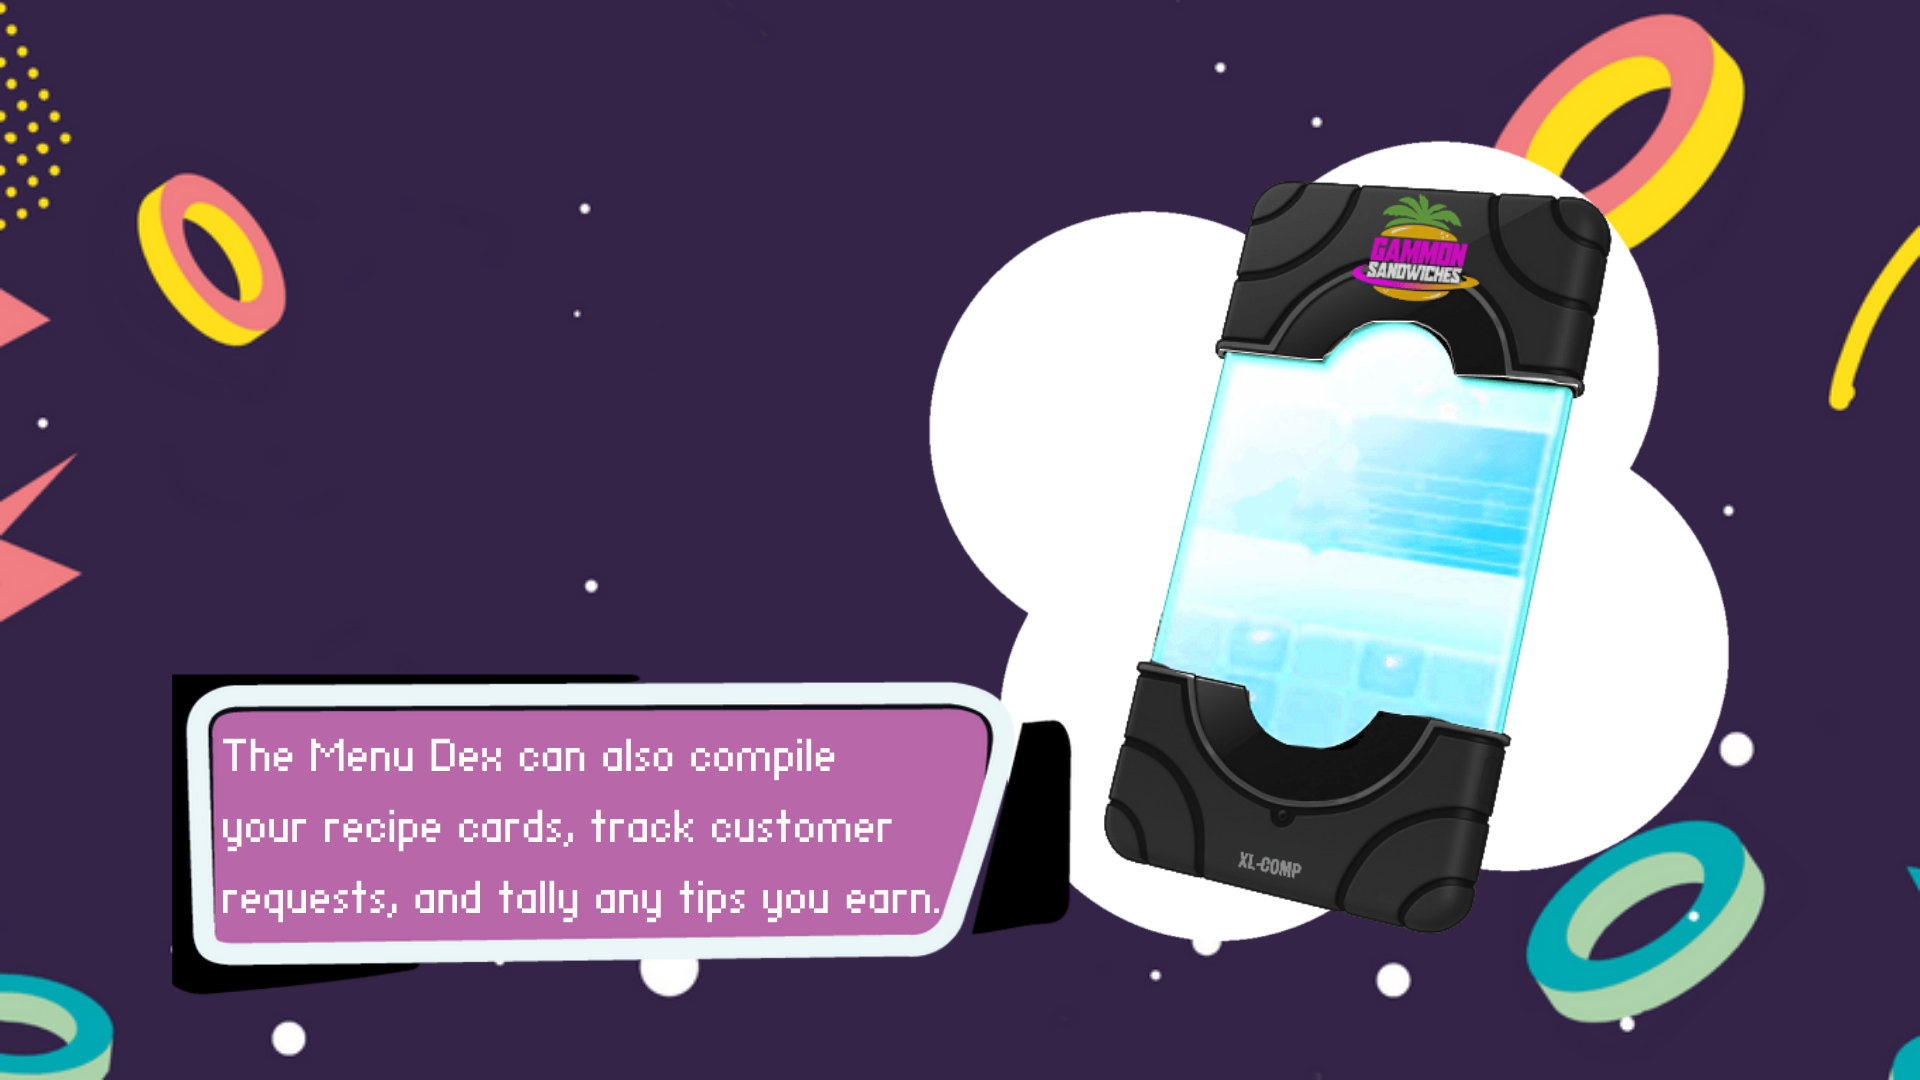 GAMMON
SANDWICHES
XL-COMP
The Menu Dex can also compile
your recipe cards, track customer
requests, and tally any tips you earn.